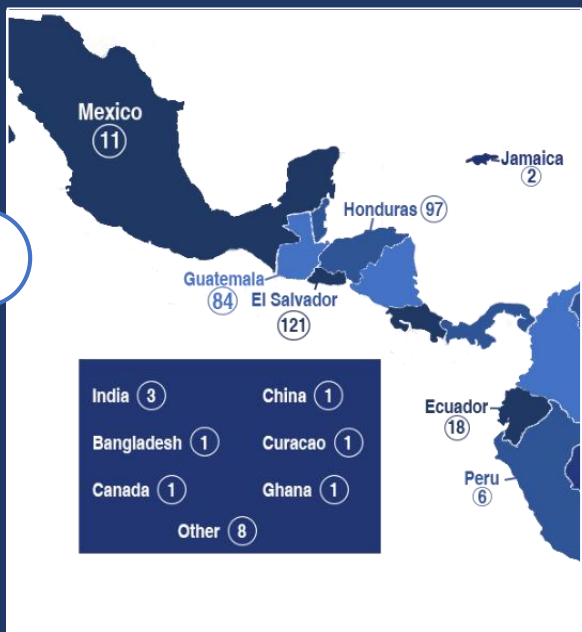 Mexico
11
Jamaica
2
Honduras 97
Guatemala
84
El Salvador
121
India 3
China 1
Bangladesh 1
Curacao 1
Canada 1
Ghana 1
Other 8
Ecuador
18
Peru
6